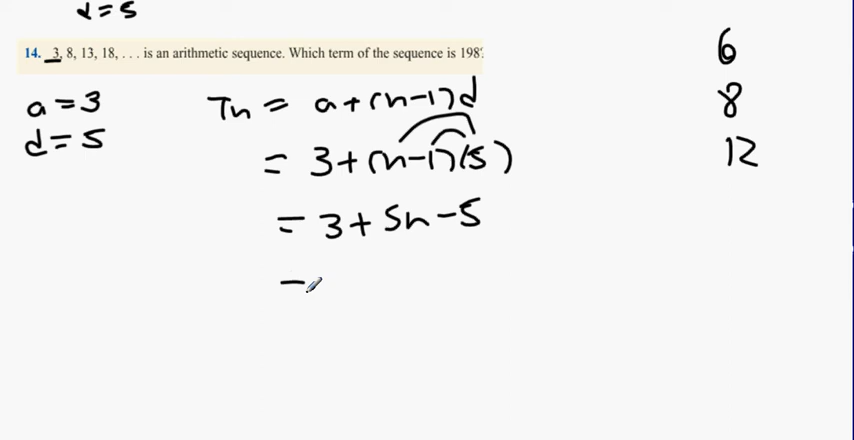 d=5
14. 3, 8, 13, 18, . . . is an arithmetic sequence. Which term of the sequence is 198?
a=3
d=5
Tn = a+(n-1)d
= 3+(n-1)(5)
= 3+5n-5
=
6
8
12